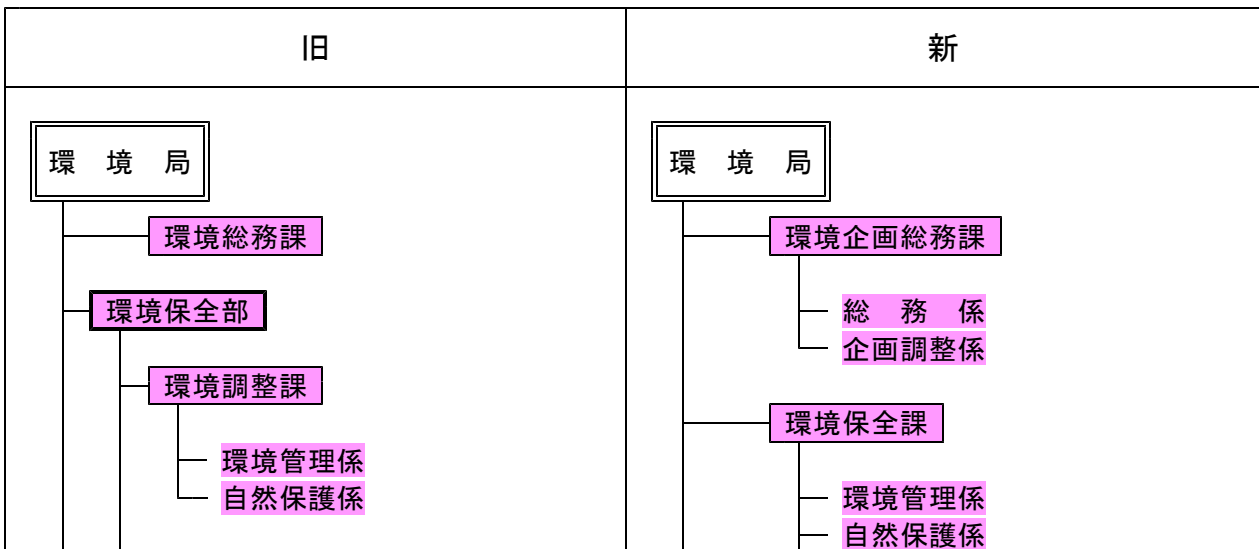 旧
環　境　局
環境総務課
環境保全部
環境調整課
環境管理係
自然保護係
新
環　境　局
環境企画総務課
総　務　係
企画調整係
環境保全課
環境管理係
自然保護係